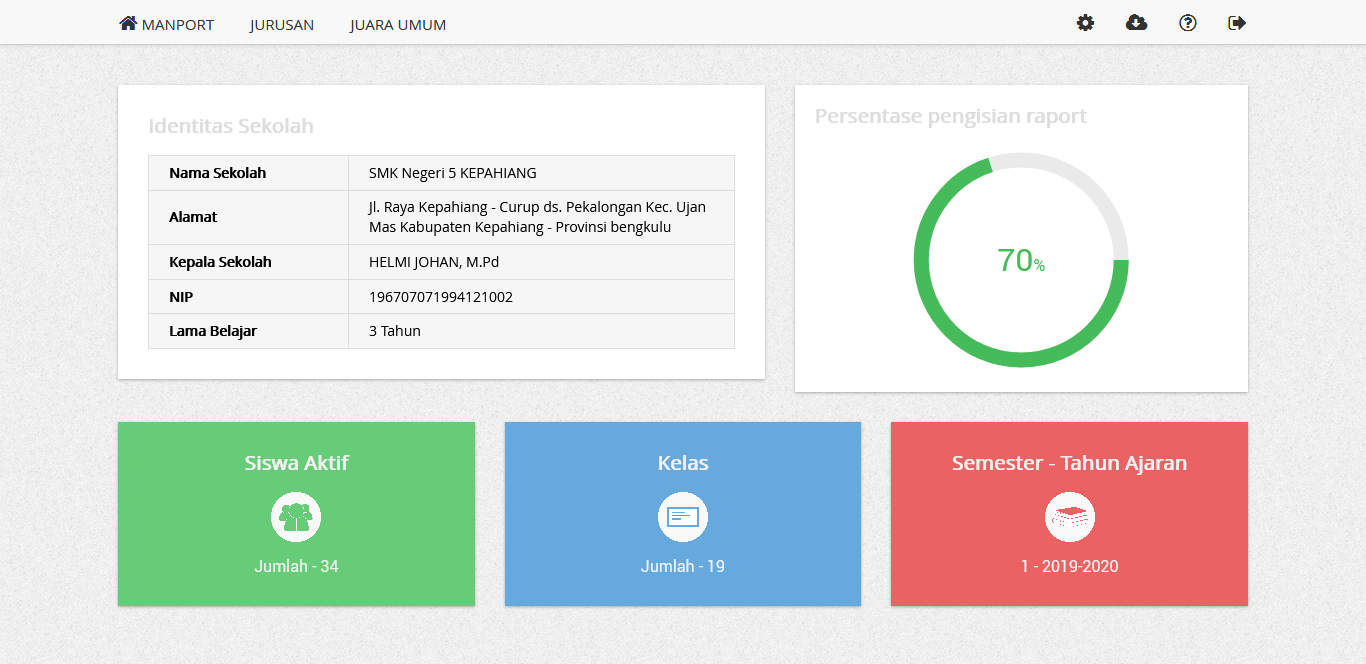 MANPORT JURUSAN JUARA UMUM
Identitas Sekolah
Nama Sekolah SMK Negeri 5 KEPAHIANG
Alamat Jl. Raya Kepahiang - Curup ds. Pekalongan Kec. Ujan
Mas Kabupaten Kepahiang - Provinsi bengkulu
Kepala Sekolah HELMI JOHAN, M.Pd
NIP 196707071994121002
Lama Belajar 3 Tahun
Persentase pengisian raport
70%
Siswa Aktif
Jumlah - 34
Kelas
Jumlah - 19
Semester - Tahun Ajaran
1 - 2019-2020